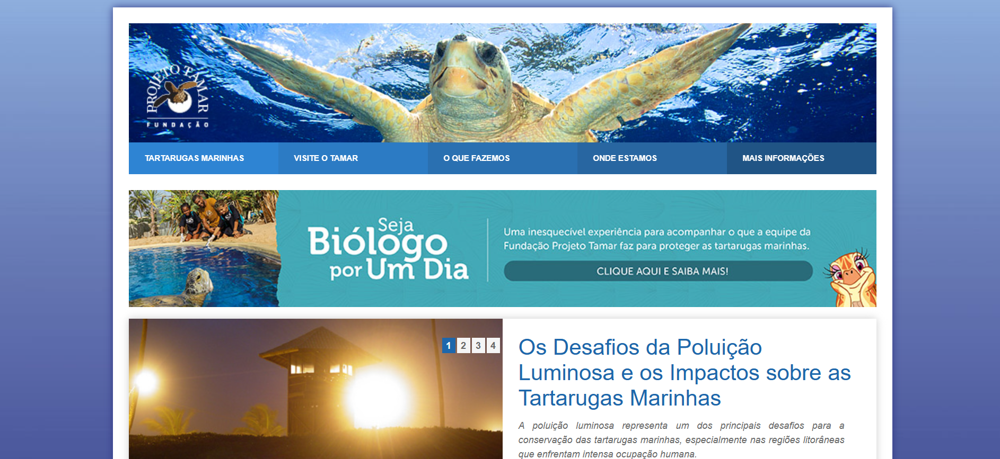 PROJETO TAMAR
FUNDAÇÃO
TARTARUGAS MARINHAS
VISITE O TAMAR
O QUE FAZEMOS
ONDE ESTAMOS
MAIS INFORMAÇÕES
Seja
Biólogo
por Um Dia
Uma inesquecível experiência para acompanhar o que a equipe da
Fundação Projeto Tamar faz para proteger as tartarugas marinhas.
CLIQUE AQUI E SAIBA MAIS!
1 2 3 4
Os Desafios da Poluição
Luminosa e os Impactos sobre as
Tartarugas Marinhas
A poluição luminosa representa um dos principais desafios para a
conservação das tartarugas marinhas, especialmente nas regiões litorâneas
que enfrentam intensa ocupação humana.